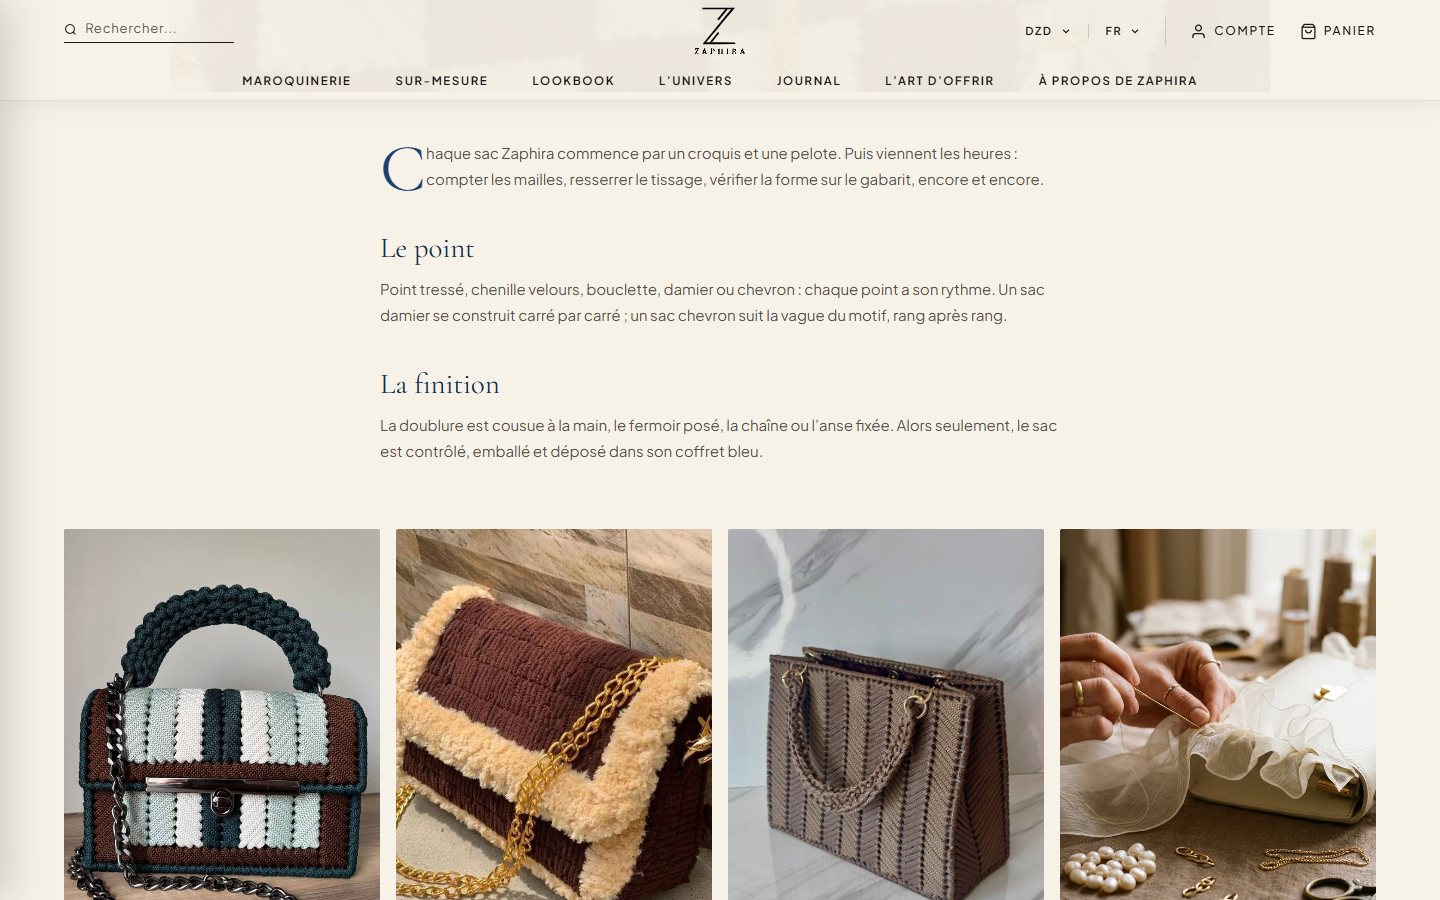 Rechercher...
ZAPHIRA
DZD
FR
COMPTE
PANIER
MAROQUINERIE
SUR-MESURE
LOOKBOOK
L’UNIVERS
JOURNAL
L’ART D’OFFRIR
À PROPOS DE ZAPHIRA
Chaque sac Zaphira commence par un croquis et une pelote. Puis viennent les heures :
compter les mailles, resserrer le tissage, vérifier la forme sur le gabarit, encore et encore.
Le point
Point tressé, chenille velours, bouclette, damier ou chevron : chaque point a son rythme. Un sac
damier se construit carré par carré ; un sac chevron suit la vague du motif, rang après rang.
La finition
La doublure est cousue à la main, le fermoir posé, la chaîne ou l’anse fixée. Alors seulement, le sac
est contrôlé, emballé et déposé dans son coffret bleu.